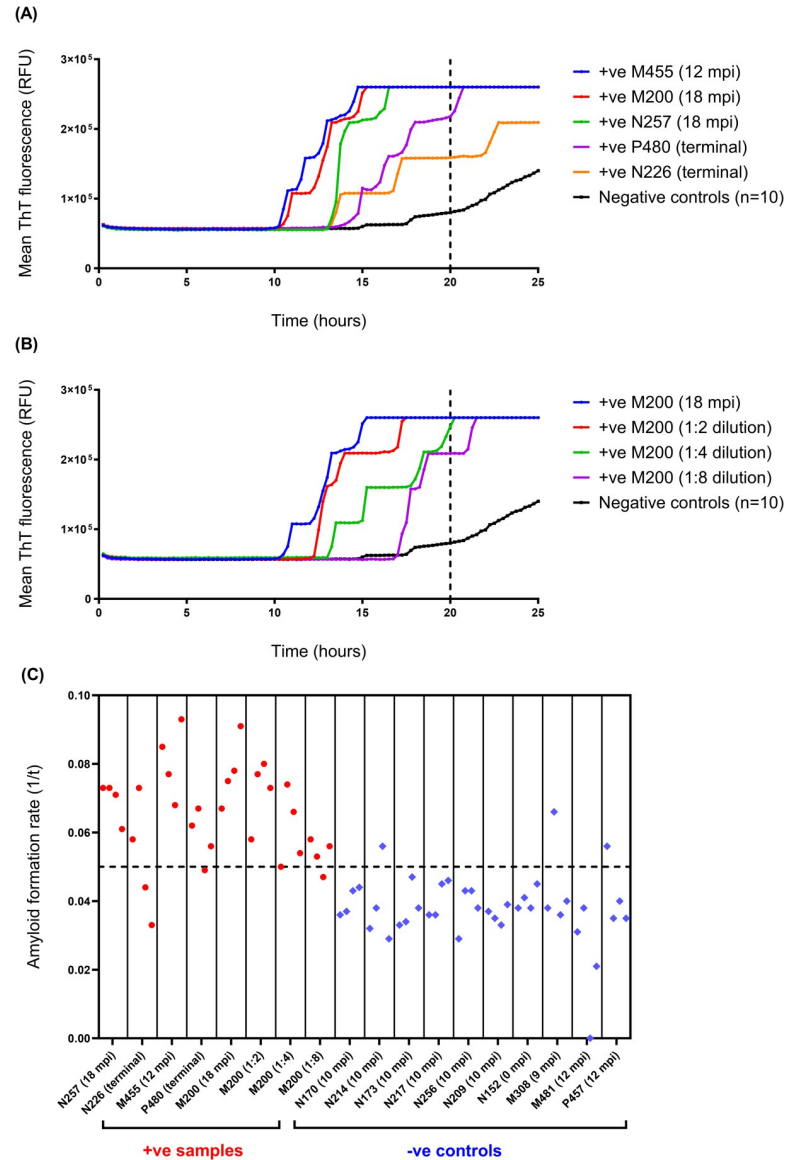 (A)
Mean ThT fluorescence (RFU)
3×10⁵
2×10⁵
1×10⁵
0
0 5 10 15 20 25
Time (hours)
+ve M455 (12 mpi)
+ve M200 (18 mpi)
+ve N257 (18 mpi)
+ve P480 (terminal)
+ve N226 (terminal)
Negative controls (n=10)
(B)
Mean ThT fluorescence (RFU)
3×10⁵
2×10⁵
1×10⁵
0
0 5 10 15 20 25
Time (hours)
+ve M200 (18 mpi)
+ve M200 (1:2 dilution)
+ve M200 (1:4 dilution)
+ve M200 (1:8 dilution)
Negative controls (n=10)
(C)
Amyloid formation rate (1/t)
0.10
0.08
0.06
0.04
0.02
0.00
N257 (18 mpi)
N226 (terminal)
M455 (12 mpi)
P480 (terminal)
M200 (18 mpi)
M200 (1:2)
M200 (1:4)
M200 (1:8)
N170 (10 mpi)
N214 (10 mpi)
N173 (10 mpi)
N217 (10 mpi)
N256 (10 mpi)
N209 (10 mpi)
N152 (0 mpi)
M308 (9 mpi)
M481 (12 mpi)
P457 (12 mpi)
+ve samples
-ve controls